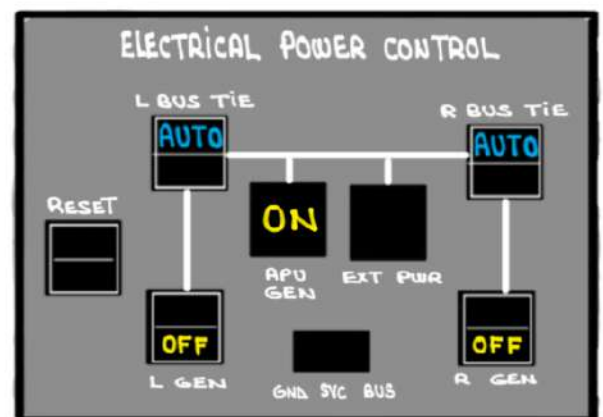 ELECTRICAL POWER CONTROL
L BUS TiE
R BUS TiE
AUTO
AUTO
RESET
ON
APU
GEN
EXT PWR
OFF
OFF
L GEN
GND SVC BUS
R GEN